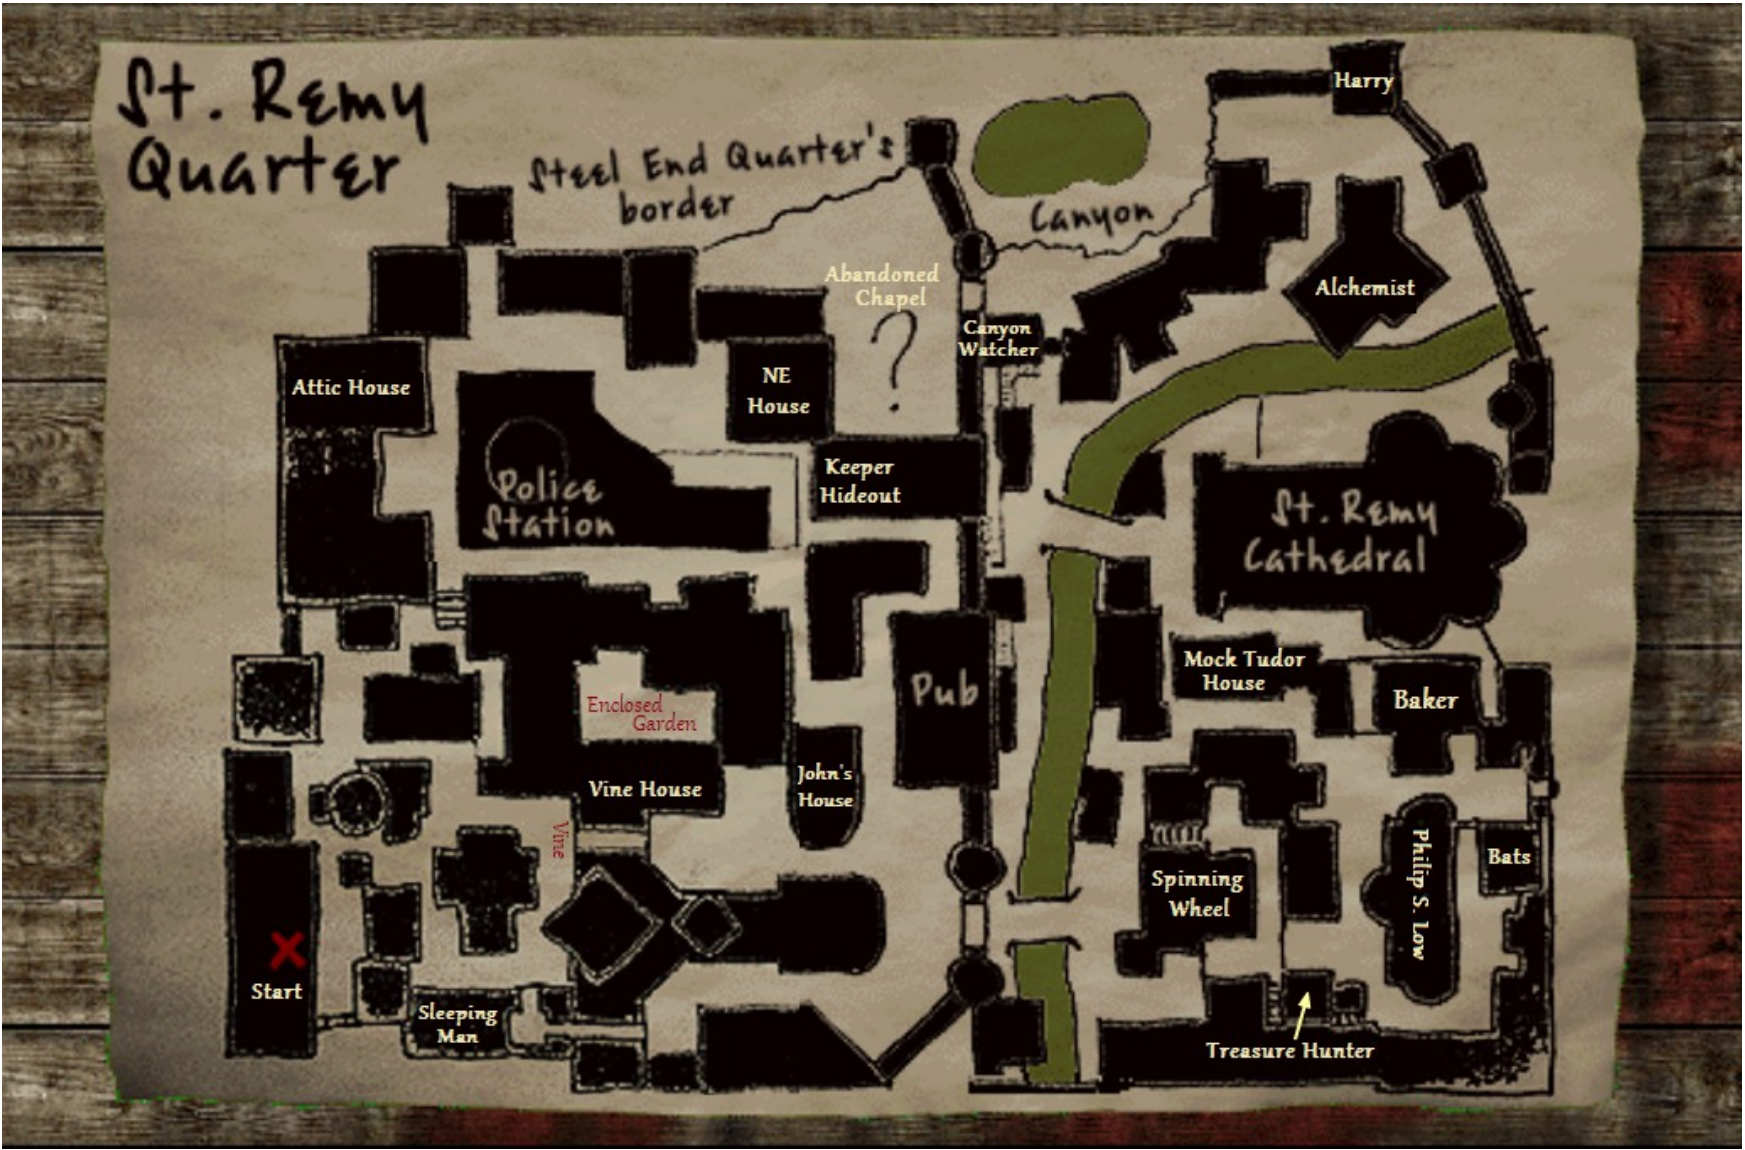 St. Remy
Quarter
Steel End Quarter's
border
Canyon
Harry
Abandoned
Chapel
?
Canyon
Watcher
Alchemist
Attic House
NE
House
Police
Station
Keeper
Hideout
St. Remy
Cathedral
Enclosed
Garden
Vine House
Vine
John's
House
Pub
Mock Tudor
House
Baker
Spinning
Wheel
Philip S. Low
Bats
Start
Sleeping
Man
Treasure Hunter